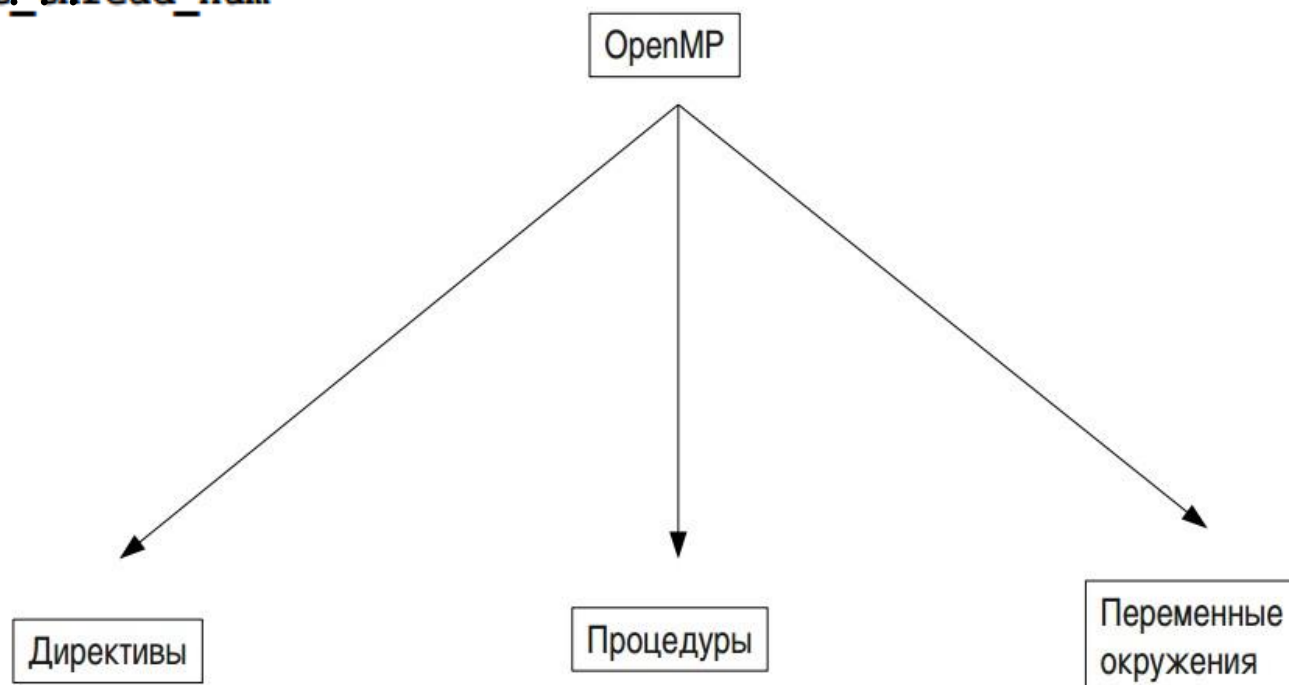 OpenMP
Директивы
Процедуры
Переменные
окружения